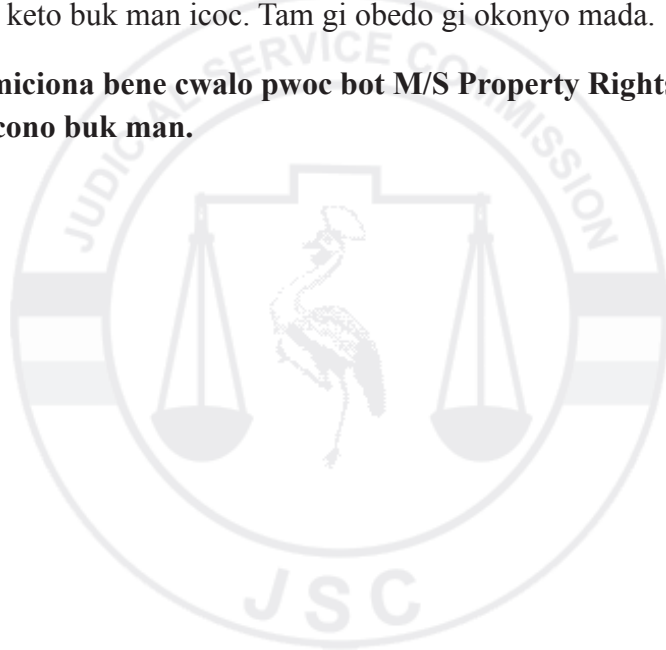 keto buk man icoc. Tam gi obedo gi okonyo mada.
miciona bene cwalo pwoc bot M/S Property Rights
cono buk man.
JUDICIAL SERVICE COMMISSION
JSC